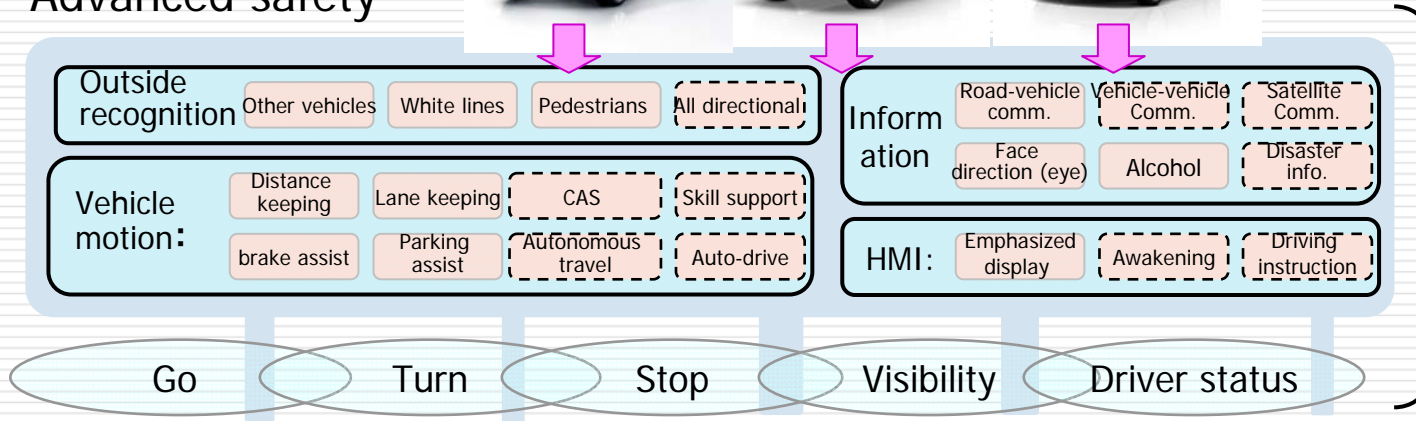 Advanced safety
Outside
recognition
Other vehicles
White lines
Pedestrians
All directional
Vehicle
motion:
Distance
keeping
Lane keeping
CAS
Skill support
brake assist
Parking
assist
Autonomous
travel
Auto-drive
Inform
ation
Road-vehicle
comm.
Vehicle-vehicle
Comm.
Satellite
Comm.
Face
direction (eye)
Alcohol
Disaster
info.
HMI:
Emphasized
display
Awakening
Driving
instruction
Go
Turn
Stop
Visibility
Driver status